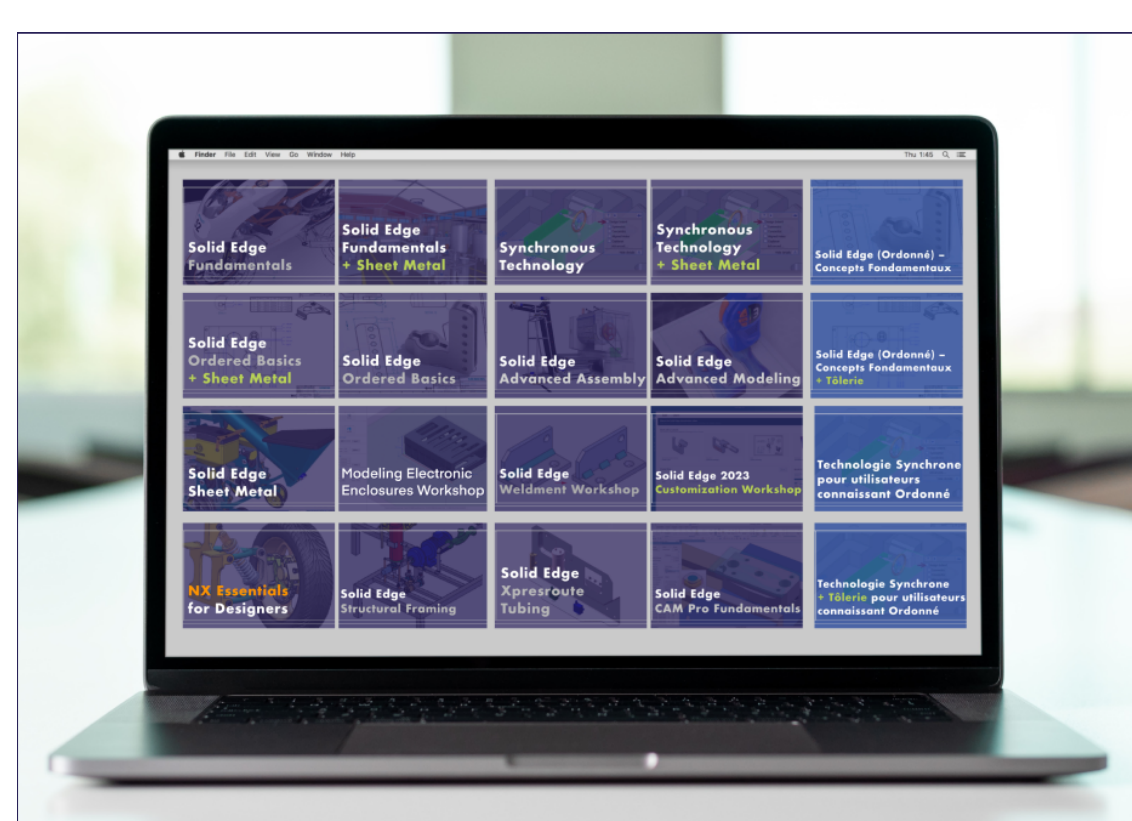 Finder File Edit View Go Window Help
Thu 1:45
Solid Edge
Fundamentals
Solid Edge
Fundamentals
+ Sheet Metal
Synchronous
Technology
Synchronous
Technology
+ Sheet Metal
Solid Edge (Ordonné) –
Concepts Fondamentaux
Solid Edge
Ordered Basics
+ Sheet Metal
Solid Edge
Ordered Basics
Solid Edge
Advanced Assembly
Solid Edge
Advanced Modeling
Solid Edge (Ordonné) –
Concepts Fondamentaux
+ Tôlerie
Solid Edge
Sheet Metal
Modeling Electronic
Enclosures Workshop
Solid Edge
Weldment Workshop
Solid Edge 2023
Customization Workshop
Technologie Synchrone
pour utilisateurs
connaissant Ordonné
NX Essentials
for Designers
Solid Edge
Structural Framing
Solid Edge
Xpresroute
Tubing
Solid Edge
CAM Pro Fundamentals
Technologie Synchrone
+ Tôlerie pour utilisateurs
connaissant Ordonné